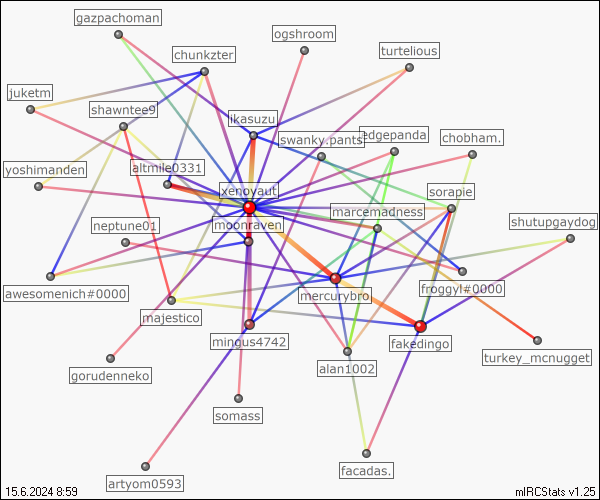 gazpachoman
ogshroom
chunkzter
turtelious
juketm
shawntee9
ikasuzu
swanky.pants
edgepanda
chobham.
yoshimanden
altmile0331
xenoyaut
sorapie
neptune01
moonraven
marcemadness
shutupgaydog
awesomenich#0000
mercurybro
froggyl#0000
majestico
mingus4742
fakedingo
turkey_mcnugget
gorudenneko
alan1002
somass
facadas.
artyom0593
15.6.2024 8:59
mIRCStats v1.25